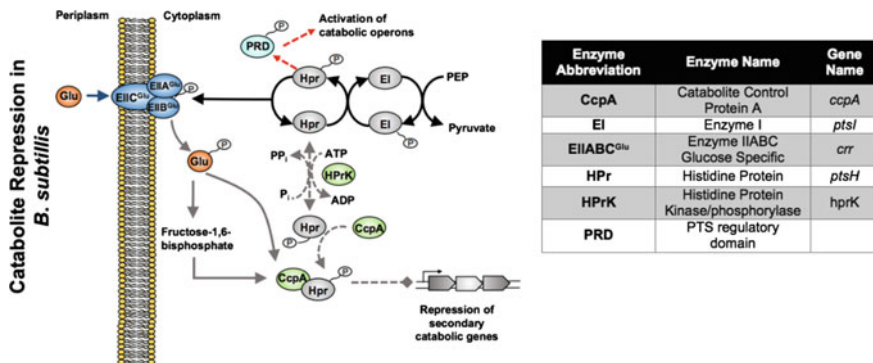 Catabolite Repression in
B. subtillis
Periplasm
Cytoplasm
Glu
EIIC^Glu
EIIA^Glu
EIIB^Glu
P
Glu
P
Fructose-1,6-
bisphosphate
PRD
P
Activation of
catabolic operons
Hpr
P
Hpr
EI
EI
P
PEP
Pyruvate
PPi
ATP
HPrK
Pi
ADP
Hpr
P
CcpA
CcpA
Hpr
P
Repression of
secondary
catabolic genes
Enzyme
Abbreviation
Enzyme Name
Gene
Name
CcpA
Catabolite Control
Protein A
ccpA
EI
Enzyme I
ptsI
EIIABC^Glu
Enzyme IIABC
Glucose Specific
crr
HPr
Histidine Protein
ptsH
HPrK
Histidine Protein
Kinase/phosphorylase
hprK
PRD
PTS regulatory
domain